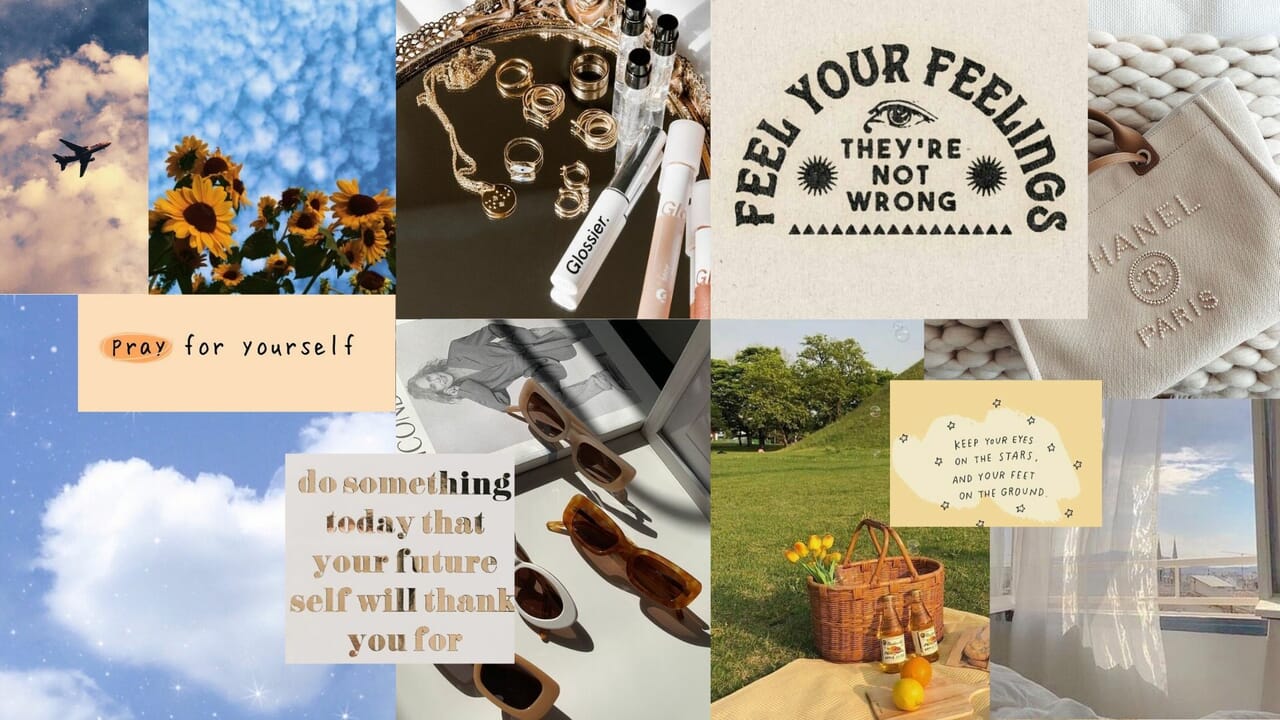 Glossier.
FEEL YOUR FEELINGS
THEY'RE
NOT
WRONG
CHANEL
PARIS
pray for yourself
do something
today that
your future
self will thank
you for
KEEP YOUR EYES
ON THE STARS,
AND YOUR FEET
ON THE GROUND.